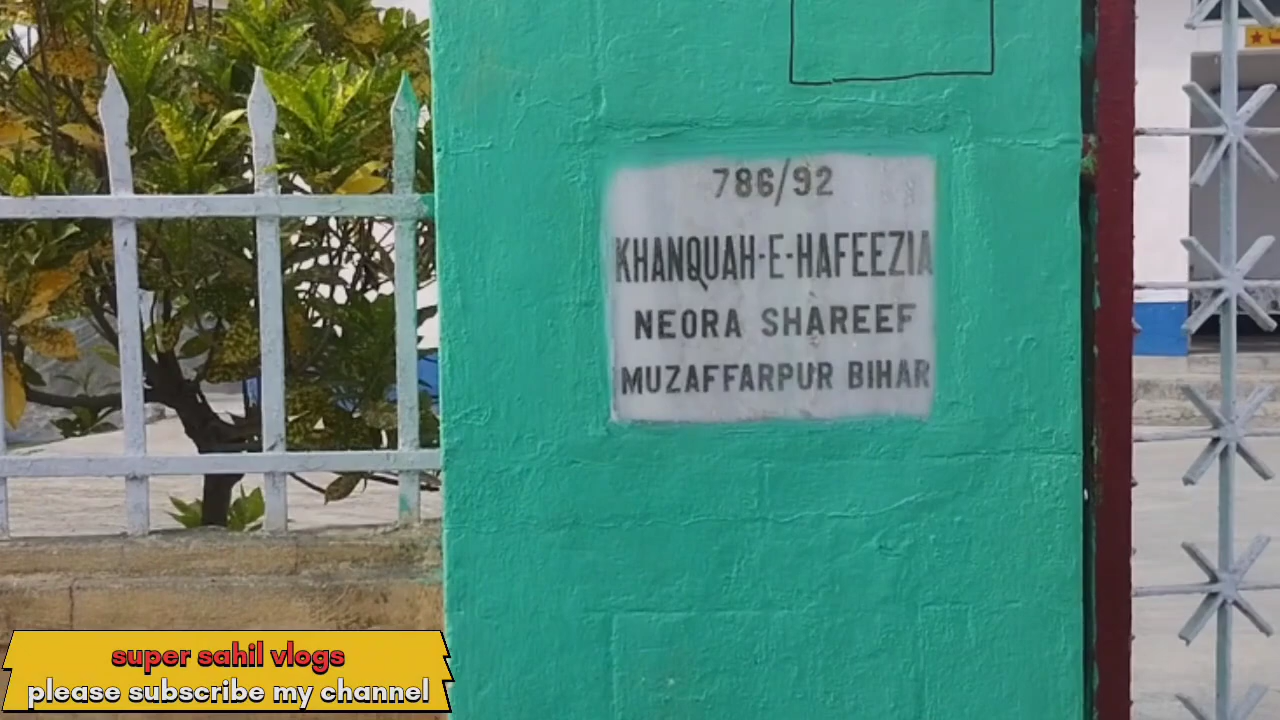 786/92
KHANQUAH-E-HAFEEZIA
NEORA SHAREEF
MUZAFFARPUR BIHAR
super sahil vlogs
please subscribe my channel